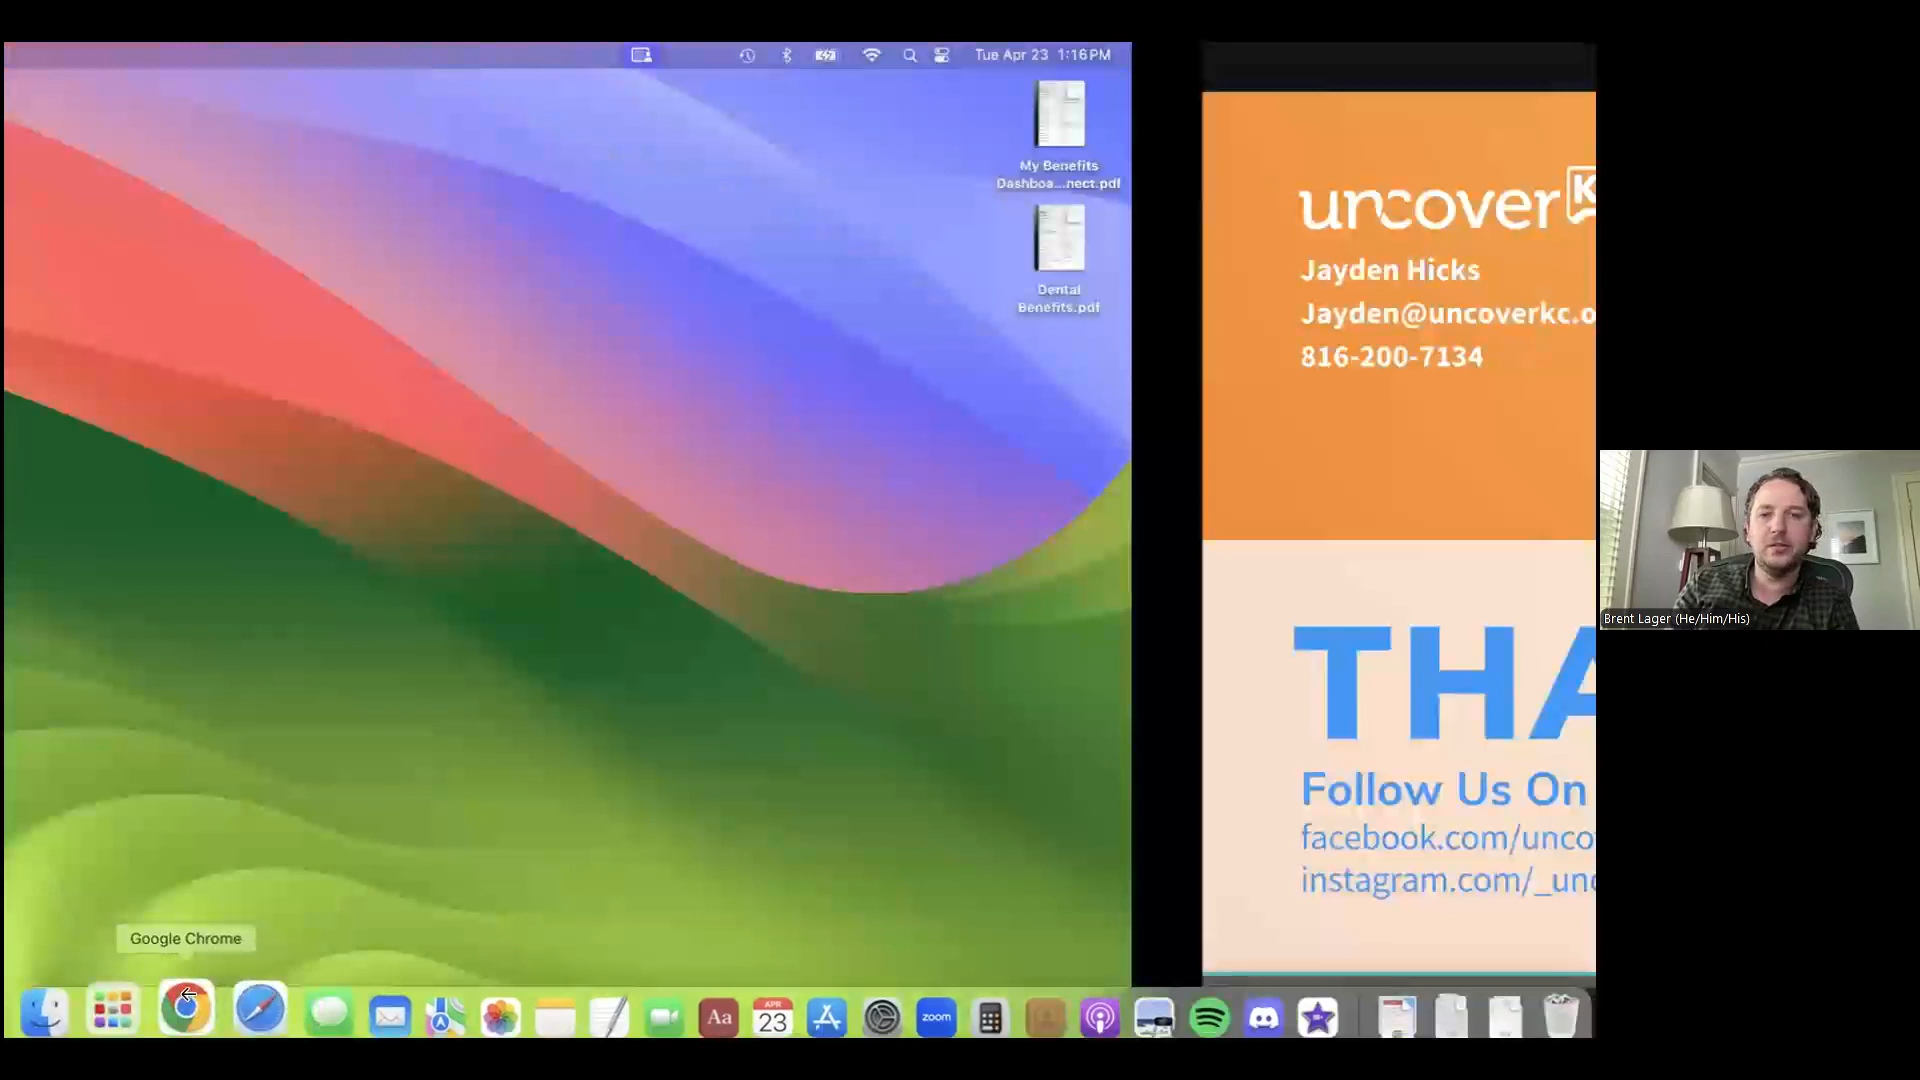 Tue Apr 23 1:16 PM
My Benefits
Dashboa...nect.pdf
Dental
Benefits.pdf
uncover K
Jayden Hicks
Jayden@uncoverkc.o
816-200-7134
THA
Follow Us On
facebook.com/unco
instagram.com/_unc
Brent Lager (He/Him/His)
Google Chrome
Aa
APR
23
zoom